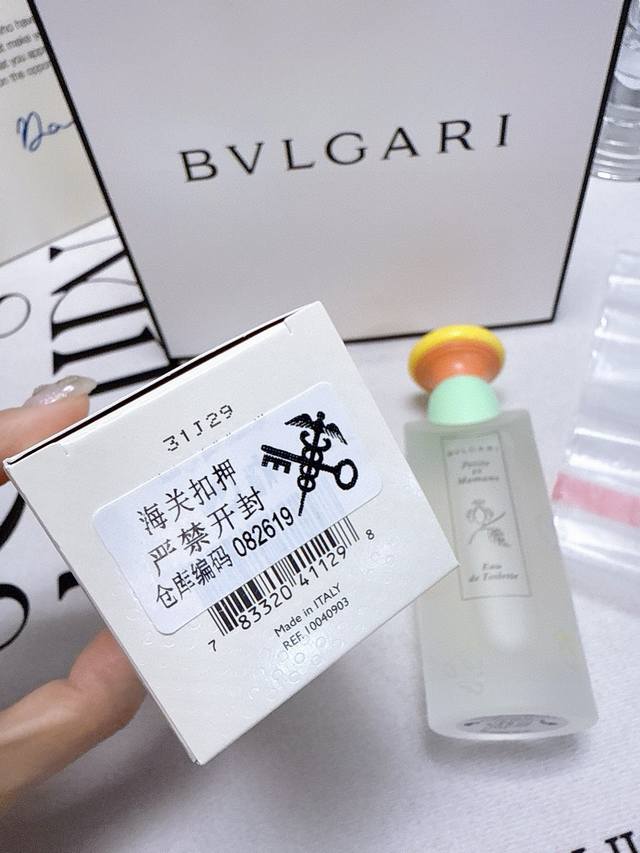 BVLGARI
31J29
海关扣押
严禁开封
仓库编码 082619
7 83320 41129 8
Made in ITALY
REF. 10040903
BVLGARI
Petits
et
Mamans
Eau
de Toilette